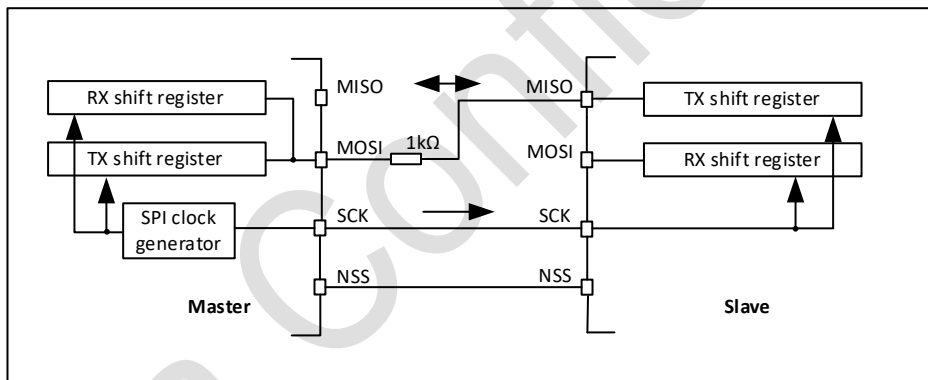 RX shift register
TX shift register
SPI clock
generator
Master
MISO
MOSI
1kΩ
SCK
NSS
MISO
MOSI
SCK
NSS
TX shift register
RX shift register
Slave